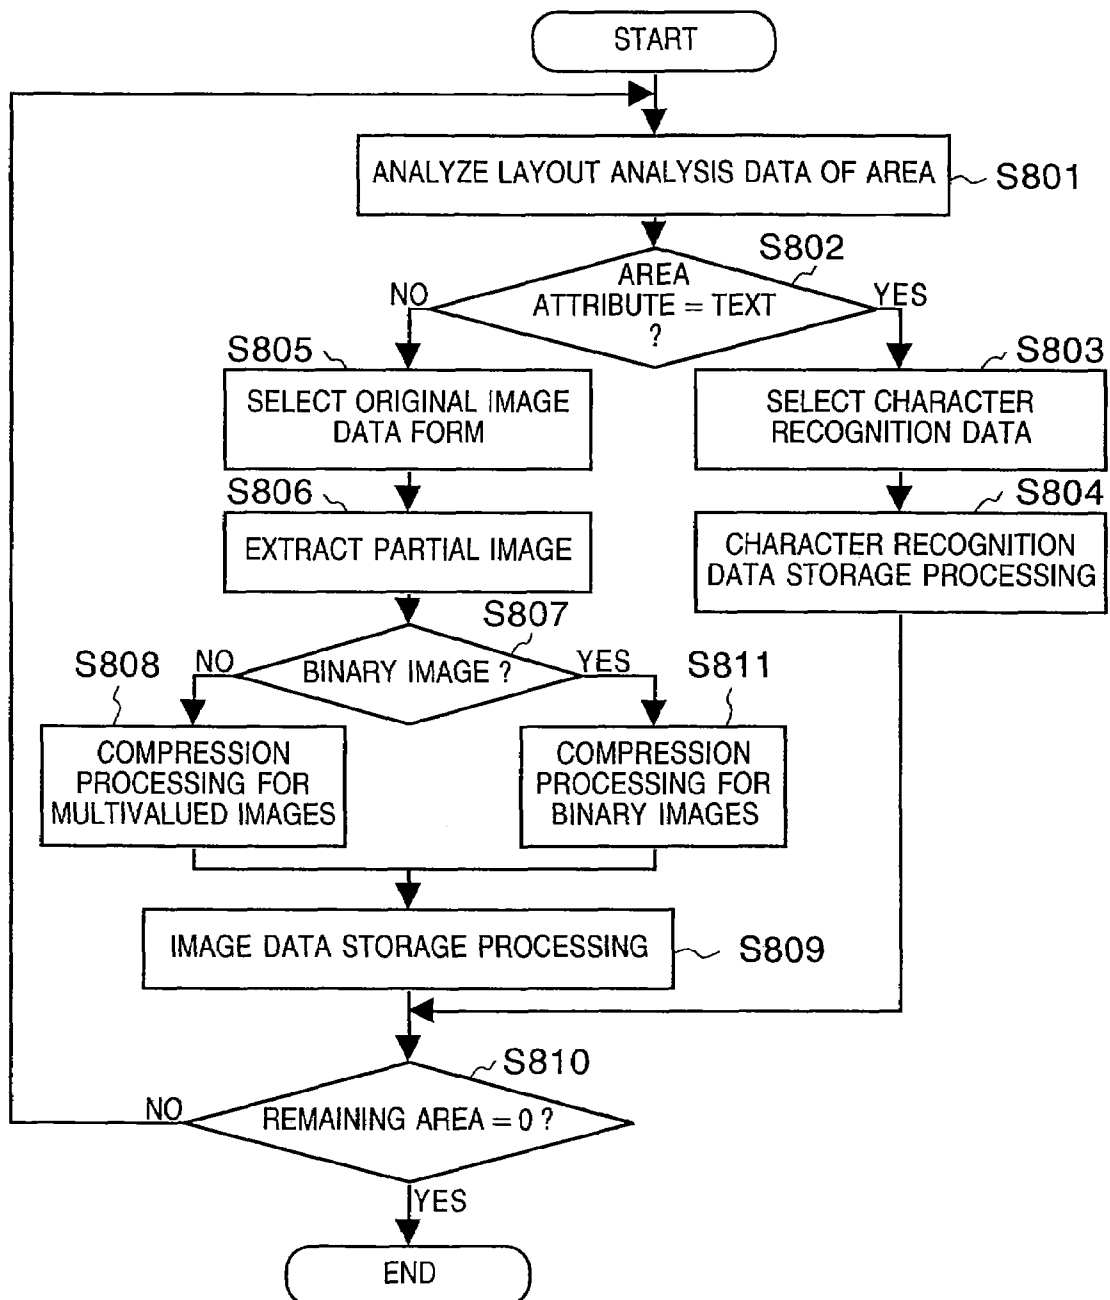 START
ANALYZE LAYOUT ANALYSIS DATA OF AREA
S801
S802
AREA
ATTRIBUTE = TEXT
?
NO
YES
S805
SELECT ORIGINAL IMAGE
DATA FORM
S803
SELECT CHARACTER
RECOGNITION DATA
S806
EXTRACT PARTIAL IMAGE
S804
CHARACTER RECOGNITION
DATA STORAGE PROCESSING
S807
BINARY IMAGE ?
NO
YES
S808
COMPRESSION
PROCESSING FOR
MULTIVALUED IMAGES
S811
COMPRESSION
PROCESSING FOR
BINARY IMAGES
IMAGE DATA STORAGE PROCESSING
S809
S810
REMAINING AREA = 0 ?
NO
YES
END